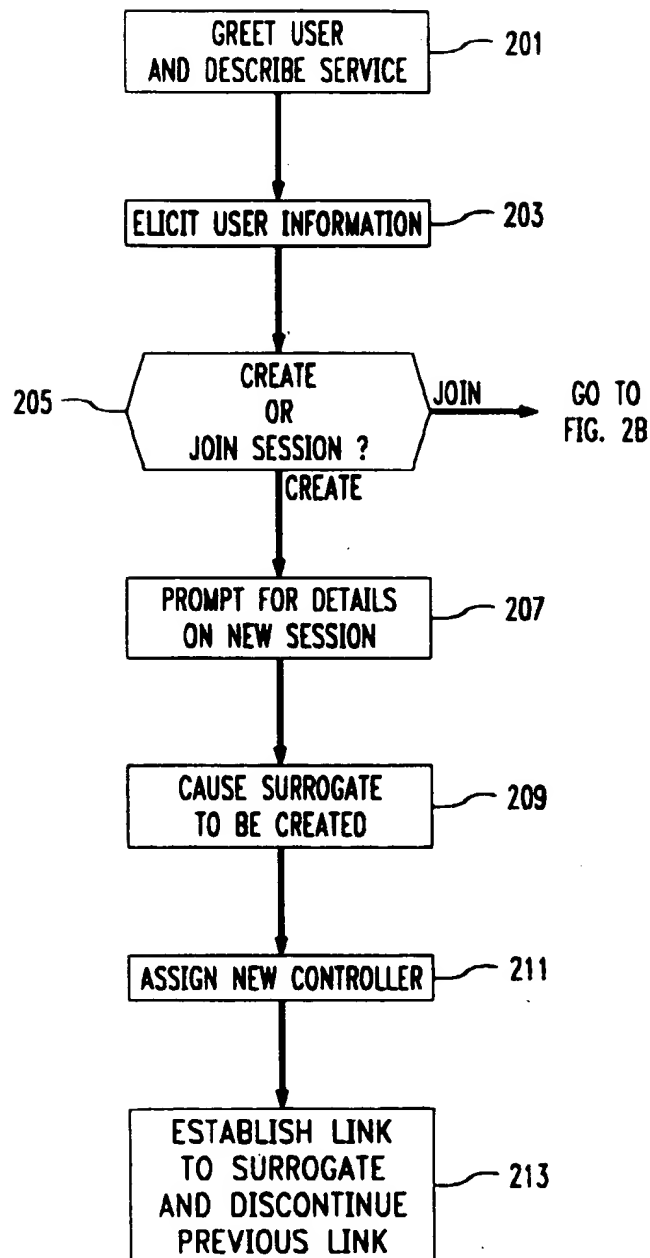 GREET USER
AND DESCRIBE SERVICE
201
ELICIT USER INFORMATION
203
205
CREATE
OR
JOIN SESSION ?
JOIN
GO TO
FIG. 2B
CREATE
PROMPT FOR DETAILS
ON NEW SESSION
207
CAUSE SURROGATE
TO BE CREATED
209
ASSIGN NEW CONTROLLER
211
ESTABLISH LINK
TO SURROGATE
AND DISCONTINUE
PREVIOUS LINK
213